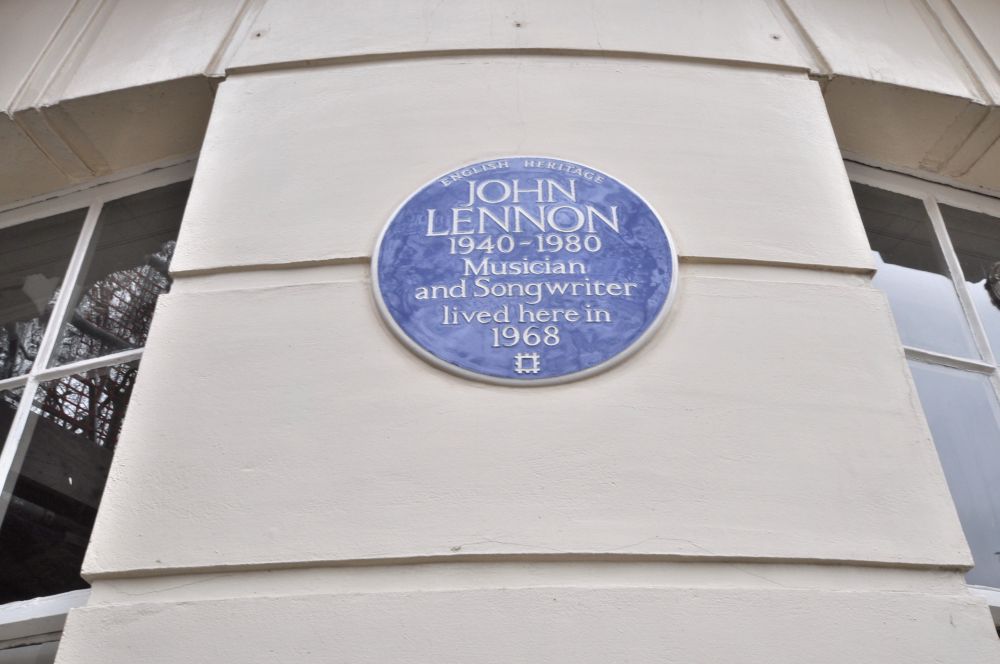 ENGLISH HERITAGE
JOHN
LENNON
1940-1980
Musician
and Songwriter
lived here in
1968